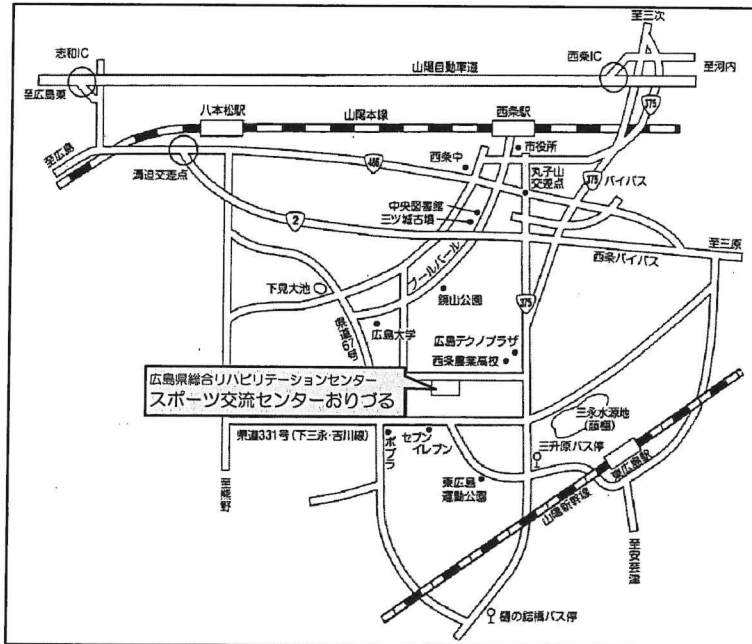 至三次
志和IC
西条IC
山陽自動車道
至河内
至広島東
375
八本松駅
山陽本線
西条駅
市役所
至広島
西条中
丸子山
交差点
溝迫交差点
486
375
バイパス
中央図書館
三ツ城古墳
2
ブールバール
至三原
西条バイパス
下見大池
鏡山公園
375
県道67号
広島大学
広島テクノプラザ
西条農業高校
広島県総合リハビリテーションセンター
スポーツ交流センターおりづる
三永水源地
(藤棚)
県道331号(下三永・吉川線)
ポプラ
セブン
イレブン
三升原バス停
東広島駅
至熊野
東広島
運動公園
山陽新幹線
至安芸津
樋の詰橋バス停